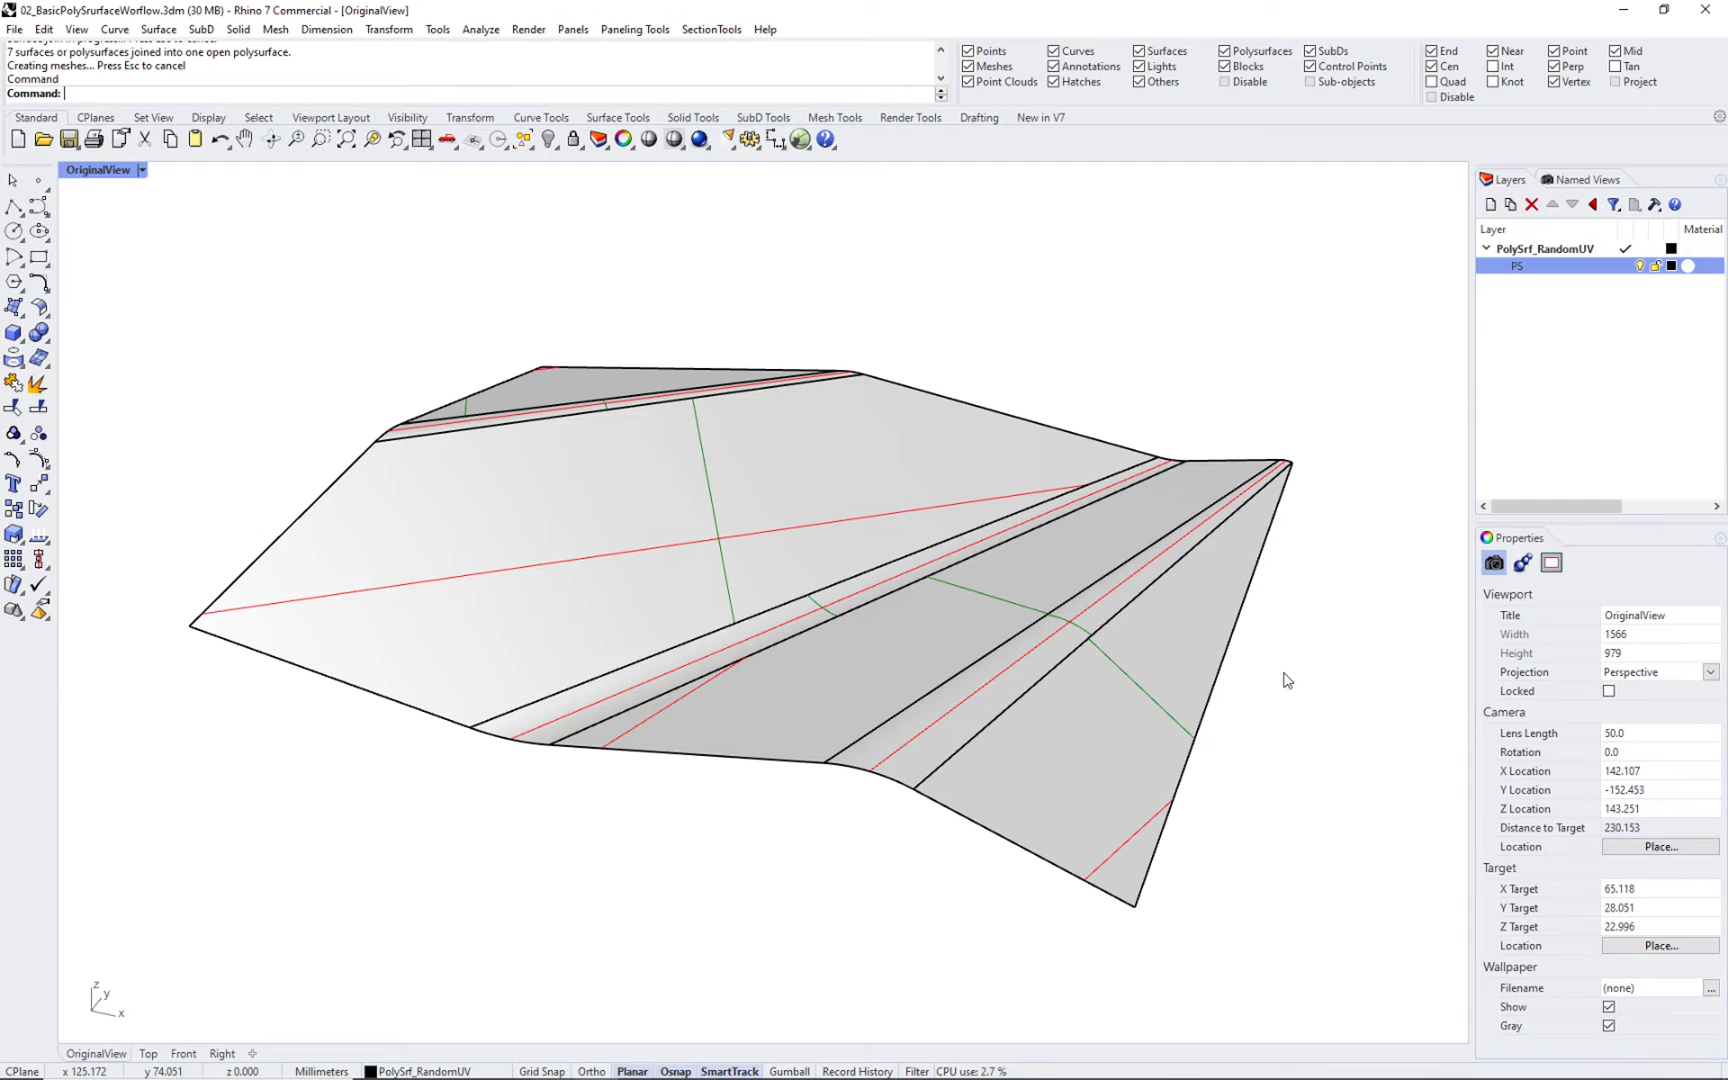 02_BasicPolySrurfaceWorflow.3dm (30 MB) - Rhino 7 Commercial - [OriginalView]
File Edit View Curve Surface SubD Solid Mesh Dimension Transform Tools Analyze Render Panels Paneling Tools SectionTools Help
7 surfaces or polysurfaces joined into one open polysurface.
Creating meshes... Press Esc to cancel
Command
Command:
Points Curves Surfaces Polysurfaces SubDs
Meshes Annotations Lights Blocks Control Points
Point Clouds Hatches Others Disable Sub-objects
End Near Point Mid
Cen Int Perp Tan
Quad Knot Vertex Project
Disable
Standard CPlanes Set View Display Select Viewport Layout Visibility Transform Curve Tools Surface Tools Solid Tools SubD Tools Mesh Tools Render Tools Drafting New in V7
OriginalView
Layers Named Views
Layer Material
PolySrf_RandomUV
PS
Properties
Viewport
Title OriginalView
Width 1566
Height 979
Projection Perspective
Locked
Camera
Lens Length 50.0
Rotation 0.0
X Location 142.107
Y Location -152.453
Z Location 143.251
Distance to Target 230.153
Location Place...
Target
X Target 65.118
Y Target 28.051
Z Target 22.996
Location Place...
Wallpaper
Filename (none) ...
Show
Gray
z
y
x
OriginalView Top Front Right
CPlane x 125.172 y 74.051 z 0.000 Millimeters PolySrf_RandomUV Grid Snap Ortho Planar Osnap SmartTrack Gumball Record History Filter CPU use: 2.7 %